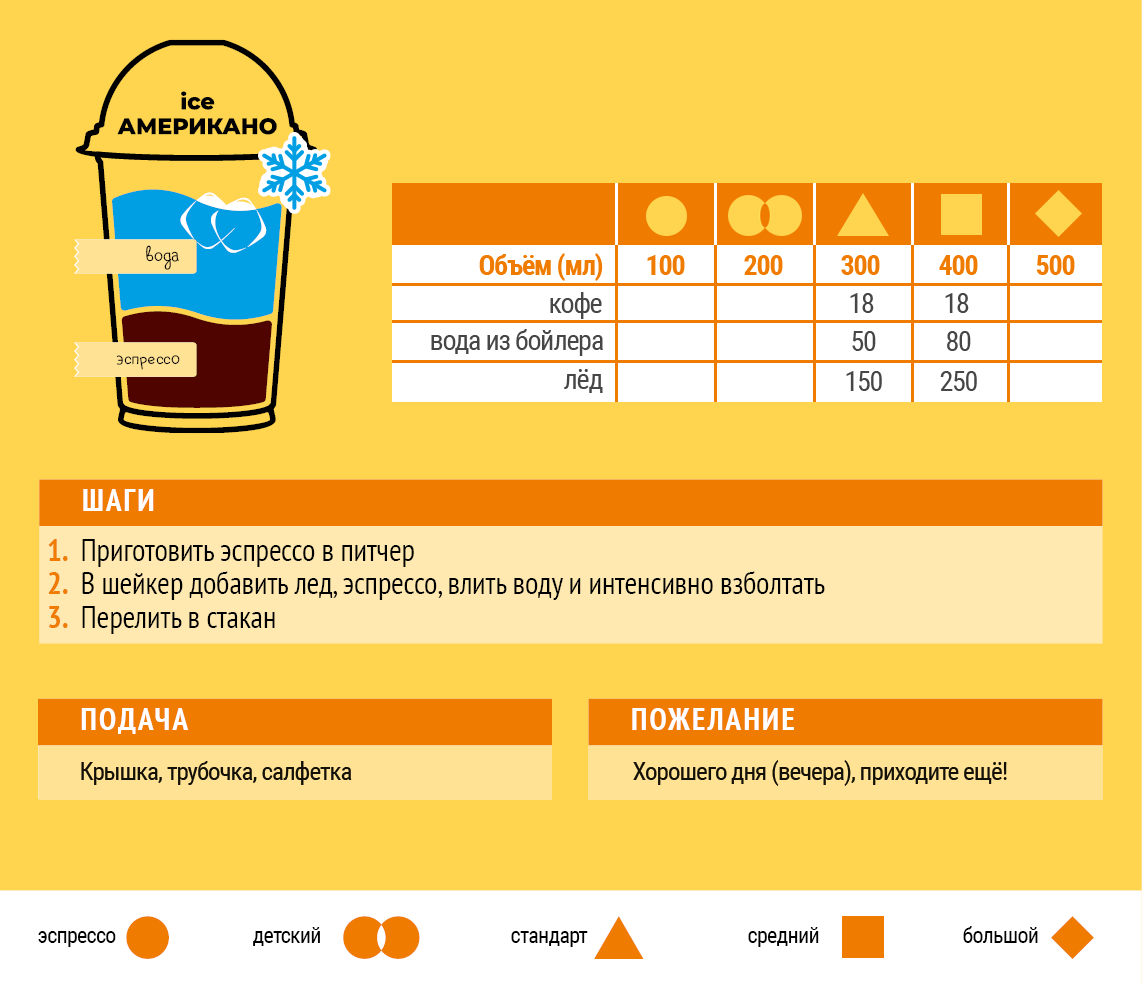 ice
АМЕРИКАНО
вода
эспрессо
Объём (мл) 100 200 300 400 500
кофе 18 18
вода из бойлера 50 80
лёд 150 250
ШАГИ
1. Приготовить эспрессо в питчер
2. В шейкер добавить лед, эспрессо, влить воду и интенсивно взболтать
3. Перелить в стакан
ПОДАЧА
Крышка, трубочка, салфетка
ПОЖЕЛАНИЕ
Хорошего дня (вечера), приходите ещё!
эспрессо детский стандарт средний большой